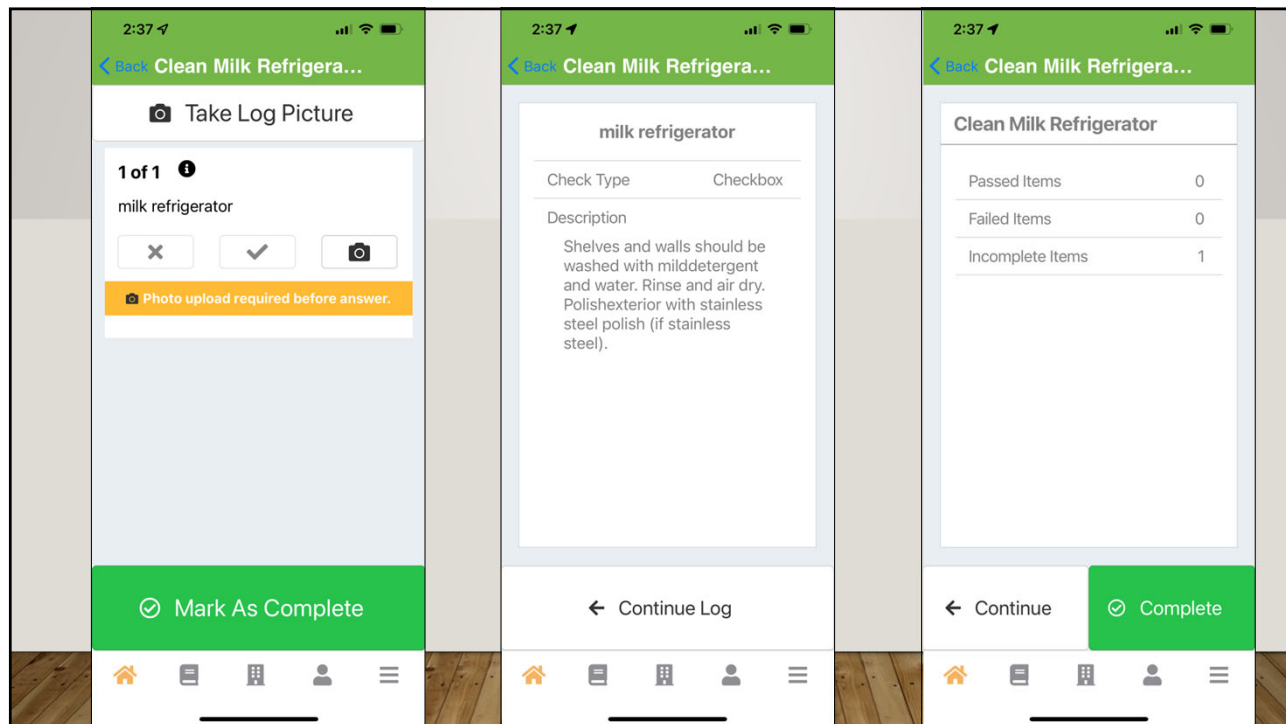 2:37
Back Clean Milk Refrigera...
Take Log Picture
1 of 1
milk refrigerator
Photo upload required before answer.
Mark As Complete
2:37
Back Clean Milk Refrigera...
milk refrigerator
Check Type Checkbox
Description
Shelves and walls should be
washed with milddetergent
and water. Rinse and air dry.
Polishexterior with stainless
steel polish (if stainless
steel).
Continue Log
2:37
Back Clean Milk Refrigera...
Clean Milk Refrigerator
Passed Items 0
Failed Items 0
Incomplete Items 1
Continue
Complete